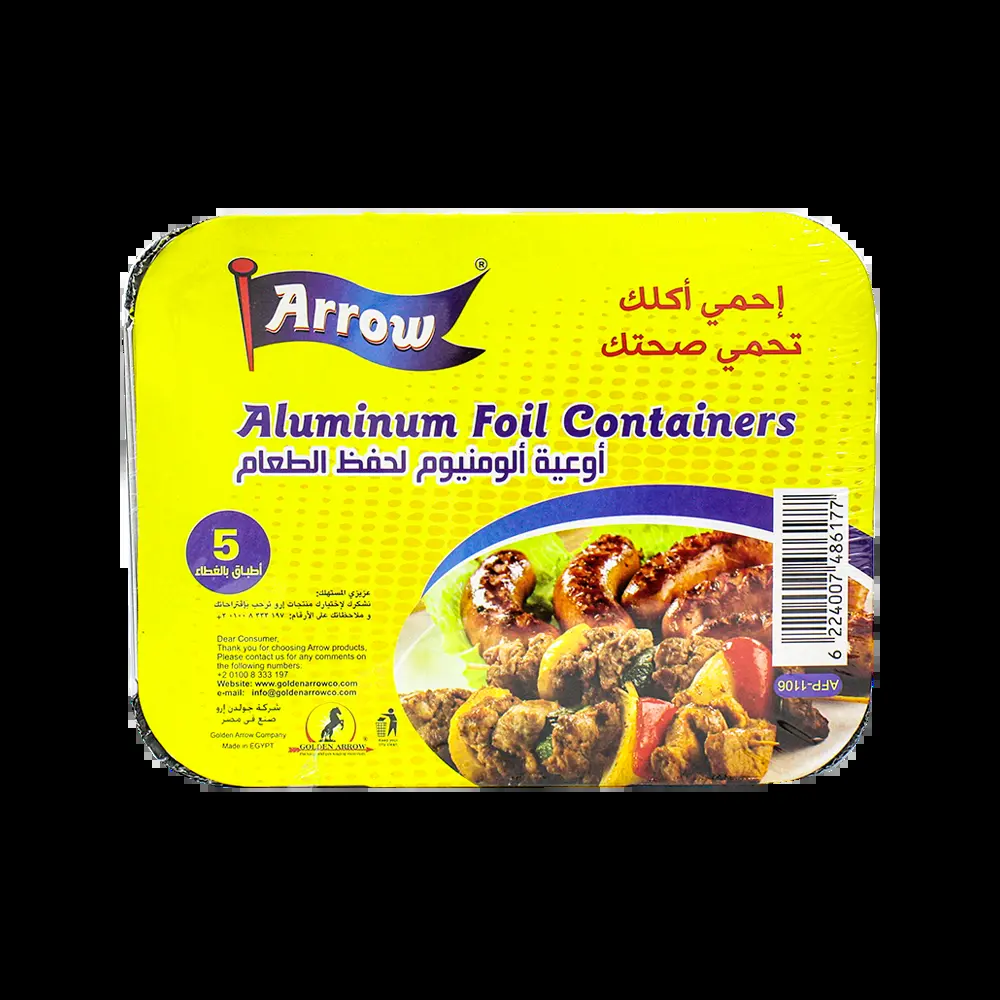 Arrow®
إحمي أكلك
تحمي صحتك
Aluminum Foil Containers
أوعية ألومنيوم لحفظ الطعام
5
أطباق بالغطاء
عزيزي المستهلك:
نشكرك لإختيارك منتجات إرو نرحب بإقتراحاتك
و ملاحظاتك على الأرقام: ١٩٧ ٣٣٣ ٨ ٠١٠٠ ٢+
Dear Consumer,
Thank you for choosing Arrow products,
Please contact us for any comments on
the following numbers:
+2 0100 8 333 197
Website: www.goldenarrowco.com
e-mail: info@goldenarrowco.com
شركة جولدن إرو
صنع في مصر
Golden Arrow Company
Made in EGYPT
GOLDEN ARROW®
6 224007 486177
AFP-1106